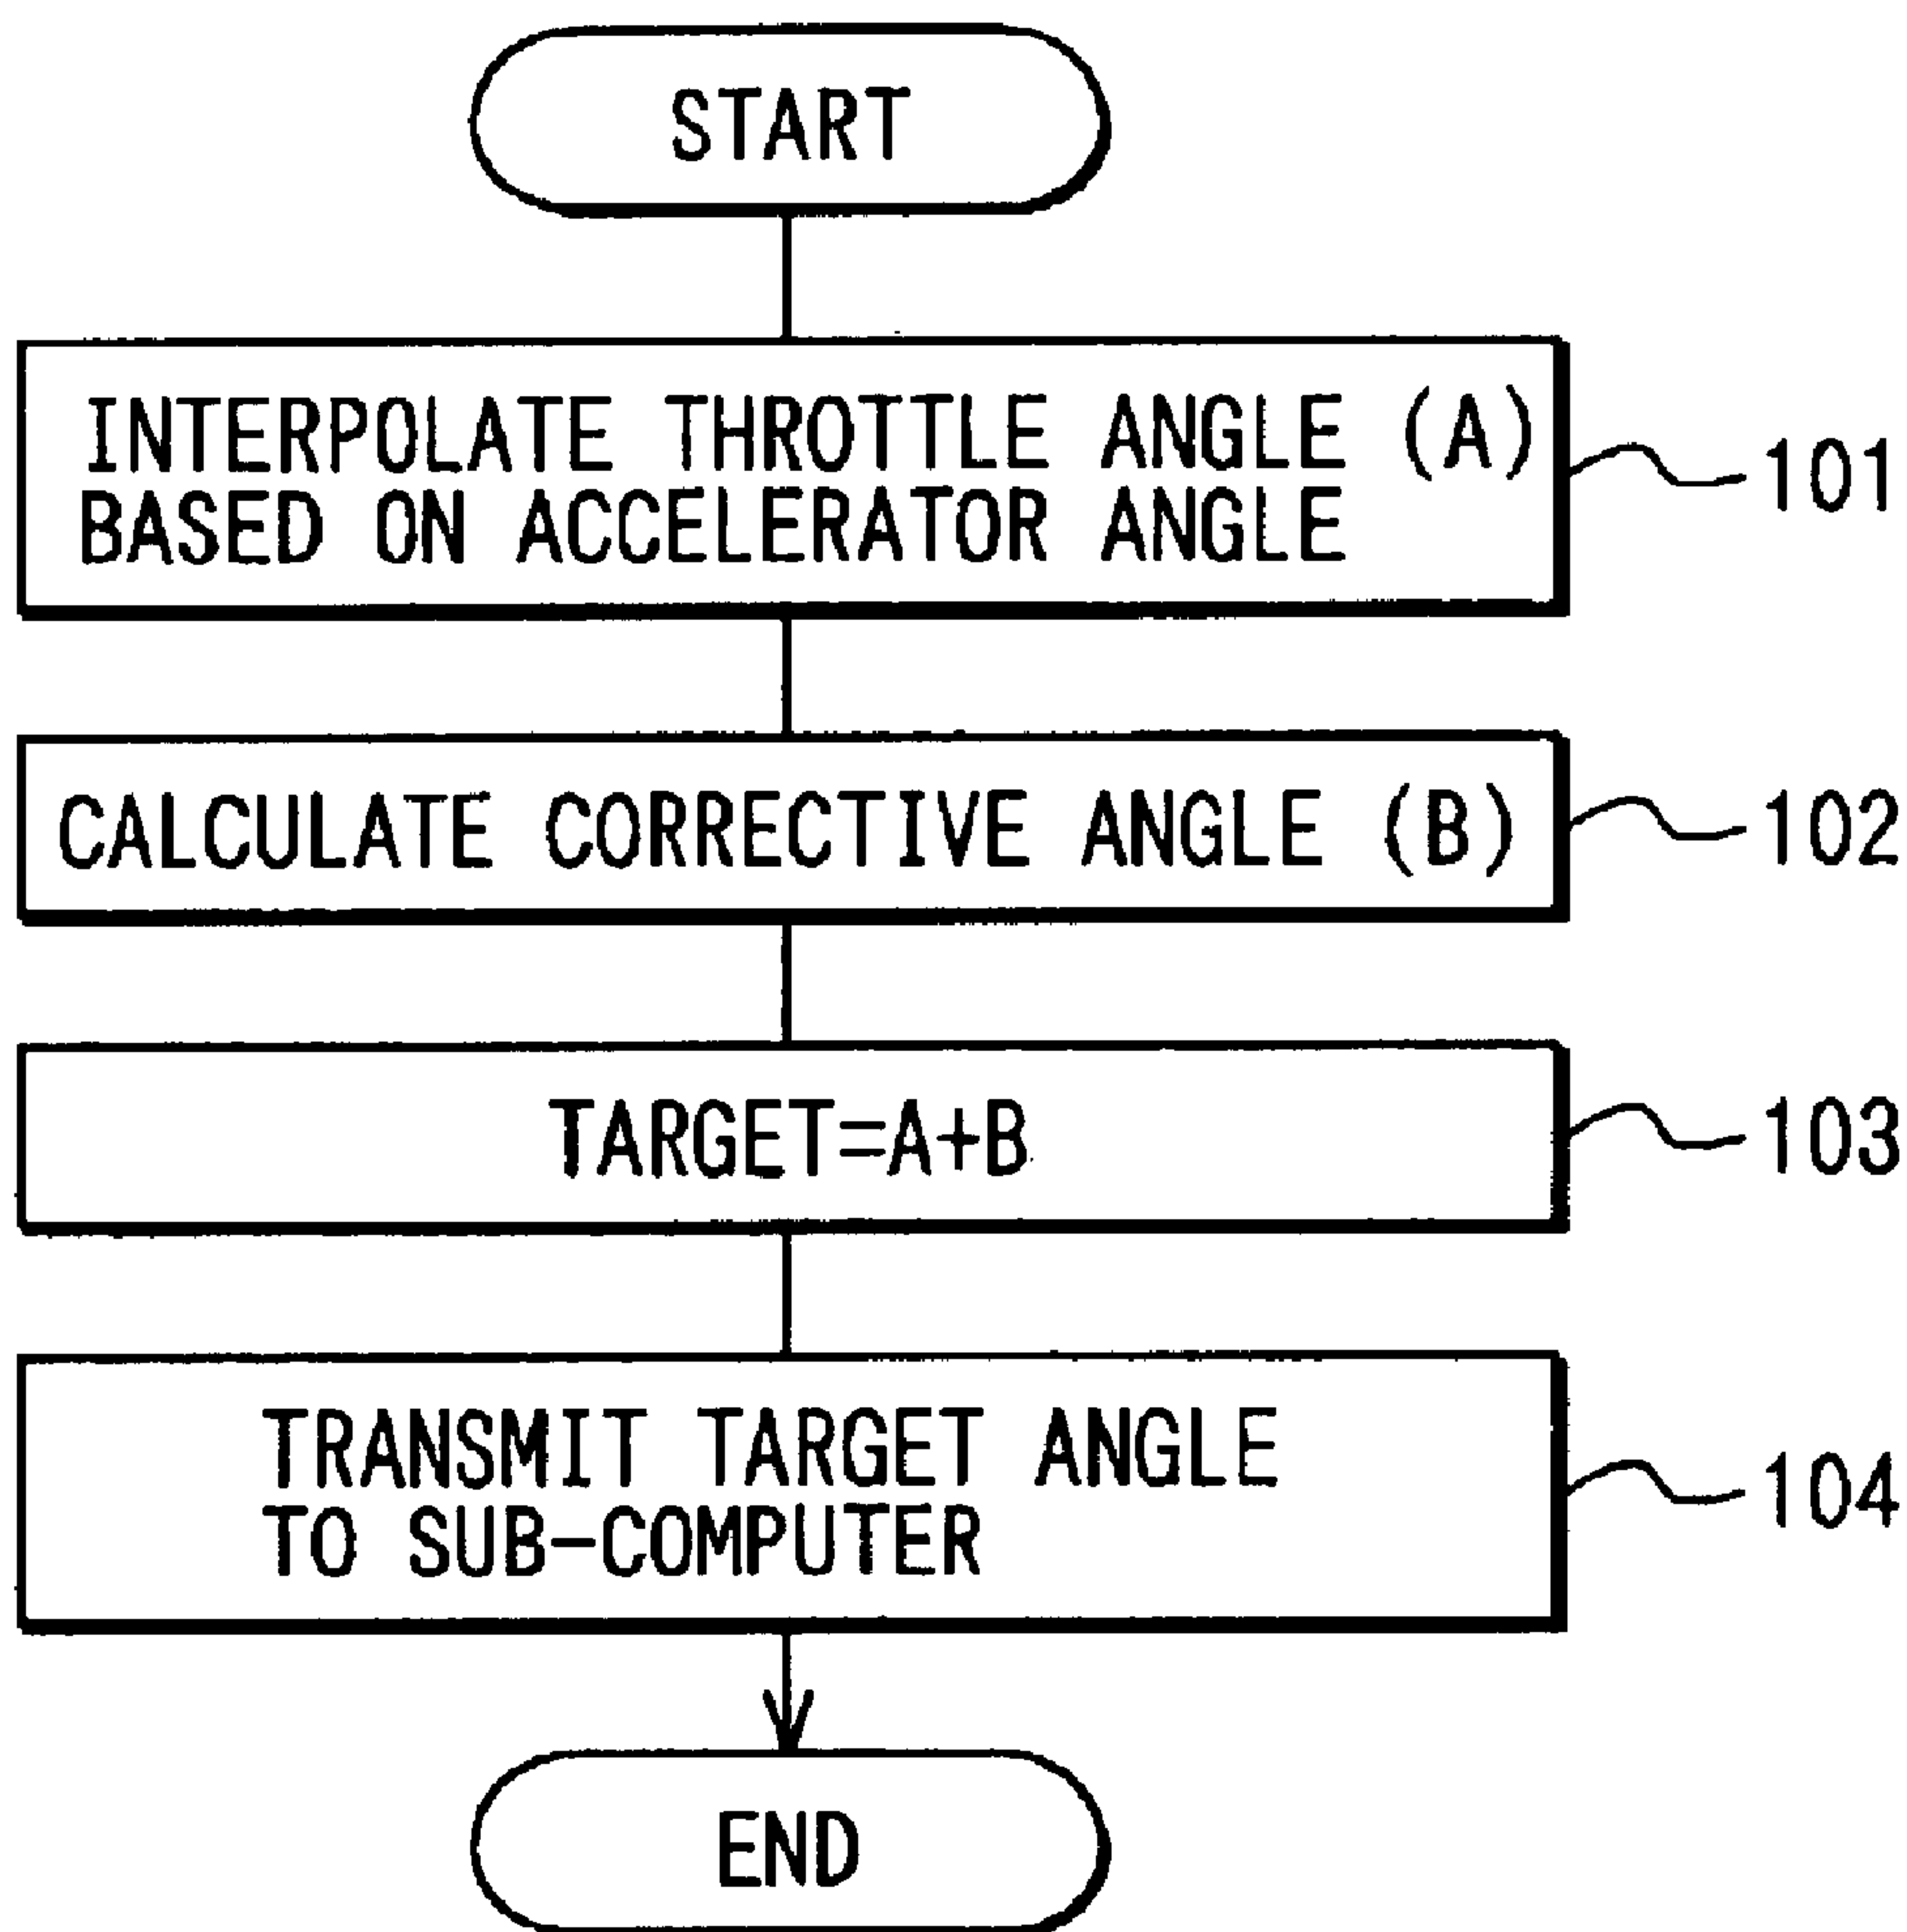 START
INTERPOLATE THROTTLE ANGLE (A)
BASED ON ACCELERATOR ANGLE
101
CALCULATE CORRECTIVE ANGLE (B)
102
TARGET=A+B
103
TRANSMIT TARGET ANGLE
TO SUB-COMPUTER
104
END